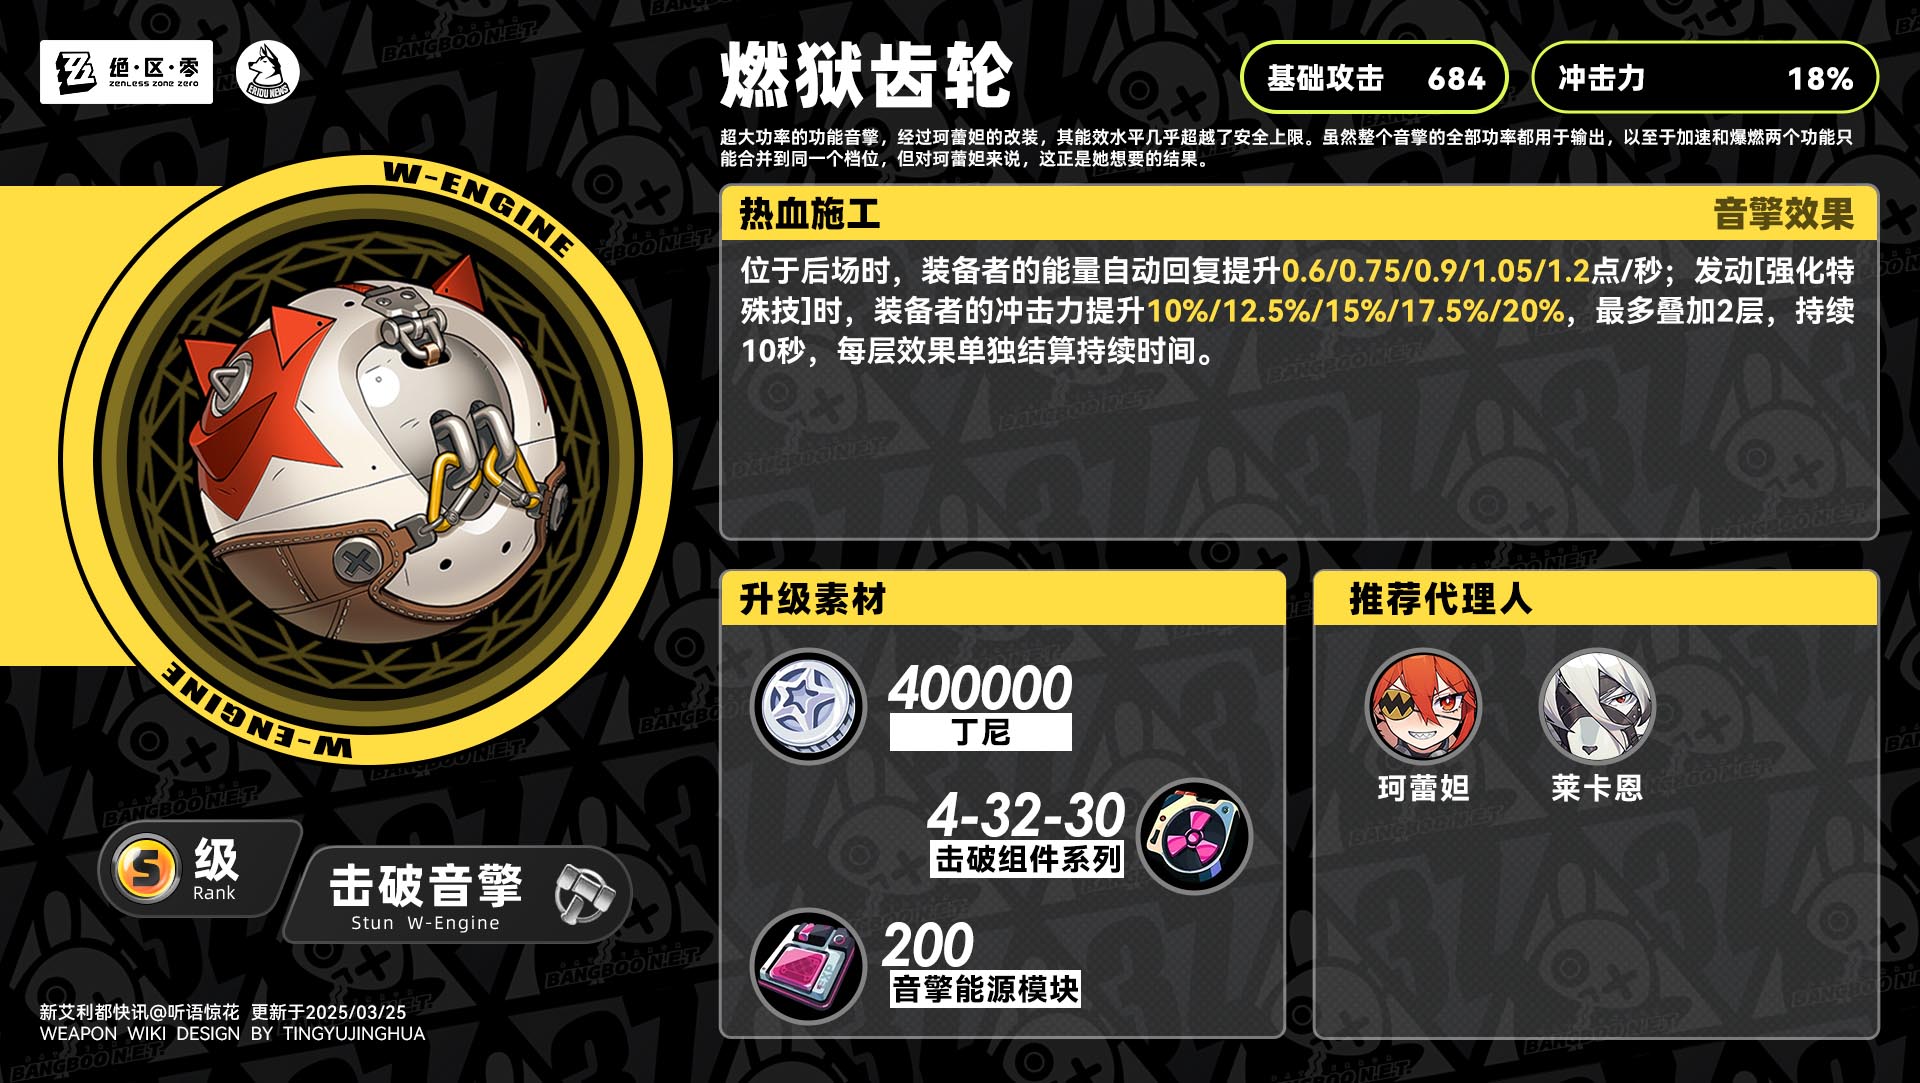 绝·区·零
ZENLESS ZONE ZERO
ERIDU NEWS
燃狱齿轮
基础攻击 684
冲击力 18%
超大功率的功能音擎，经过珂蕾妲的改装，其能效水平几乎超越了安全上限。虽然整个音擎的全部功率都用于输出，以至于加速和爆燃两个功能只
能合并到同一个档位，但对珂蕾妲来说，这正是她想要的结果。
W-ENGINE
W-ENGINE
热血施工 音擎效果
位于后场时，装备者的能量自动回复提升0.6/0.75/0.9/1.05/1.2点/秒；发动[强化特
殊技]时，装备者的冲击力提升10%/12.5%/15%/17.5%/20%，最多叠加2层，持续
10秒，每层效果单独结算持续时间。
升级素材
400000
丁尼
4-32-30
击破组件系列
200
音擎能源模块
推荐代理人
珂蕾妲 莱卡恩
S 级
Rank
击破音擎
Stun W-Engine
新艾利都快讯@听语惊花 更新于2025/03/25
WEAPON WIKI DESIGN BY TINGYUJINGHUA
BANGBOO N.E.T.